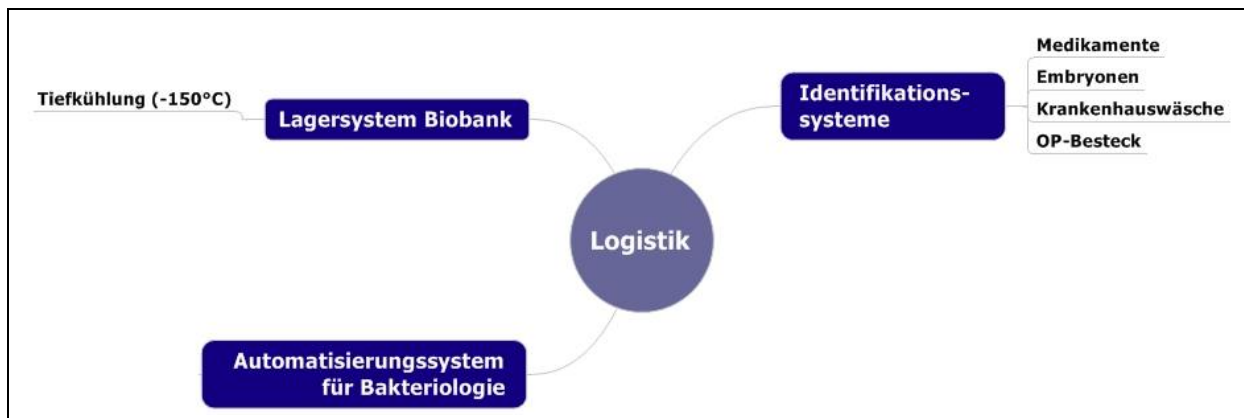 Tiefkühlung (-150°C)
Lagersystem Biobank
Identifikations-
systeme
Medikamente
Embryonen
Krankenhauswäsche
OP-Besteck
Logistik
Automatisierungssystem
für Bakteriologie